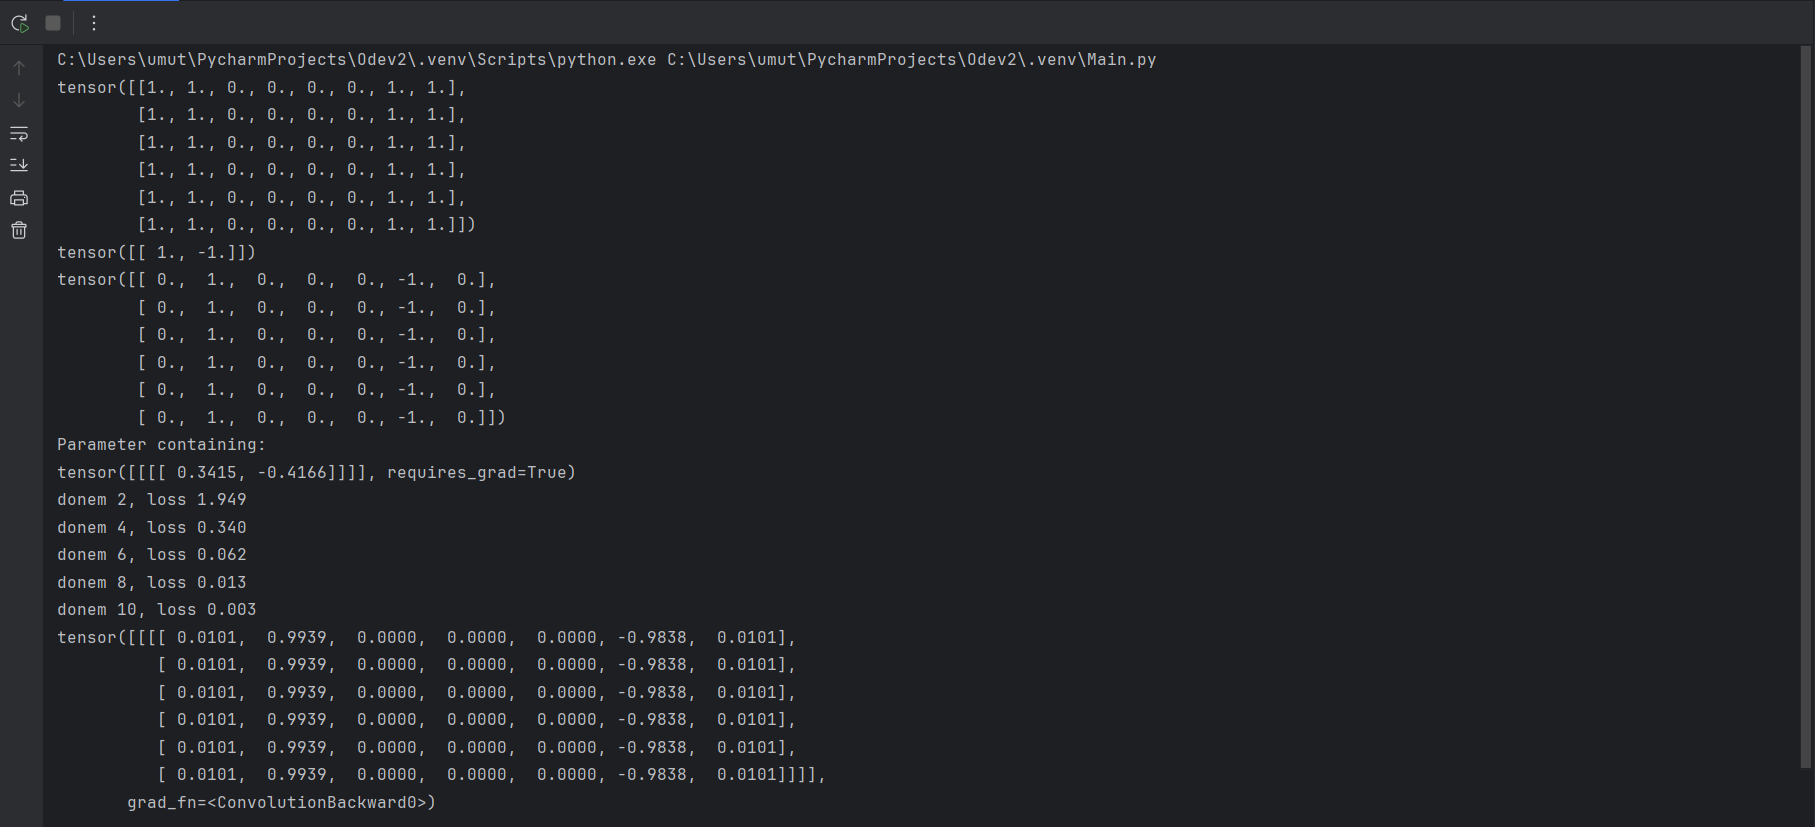 C:\Users\umut\PycharmProjects\Odev2\.venv\Scripts\python.exe C:\Users\umut\PycharmProjects\Odev2\.venv\Main.py
tensor([[1., 1., 0., 0., 0., 0., 1., 1.],
        [1., 1., 0., 0., 0., 0., 1., 1.],
        [1., 1., 0., 0., 0., 0., 1., 1.],
        [1., 1., 0., 0., 0., 0., 1., 1.],
        [1., 1., 0., 0., 0., 0., 1., 1.],
        [1., 1., 0., 0., 0., 0., 1., 1.]])
tensor([[ 1., -1.]])
tensor([[ 0.,  1.,  0.,  0.,  0., -1.,  0.],
        [ 0.,  1.,  0.,  0.,  0., -1.,  0.],
        [ 0.,  1.,  0.,  0.,  0., -1.,  0.],
        [ 0.,  1.,  0.,  0.,  0., -1.,  0.],
        [ 0.,  1.,  0.,  0.,  0., -1.,  0.],
        [ 0.,  1.,  0.,  0.,  0., -1.,  0.]])
Parameter containing:
tensor([[[[ 0.3415, -0.4166]]]], requires_grad=True)
donem 2, loss 1.949
donem 4, loss 0.340
donem 6, loss 0.062
donem 8, loss 0.013
donem 10, loss 0.003
tensor([[[[ 0.0101,  0.9939,  0.0000,  0.0000,  0.0000, -0.9838,  0.0101],
          [ 0.0101,  0.9939,  0.0000,  0.0000,  0.0000, -0.9838,  0.0101],
          [ 0.0101,  0.9939,  0.0000,  0.0000,  0.0000, -0.9838,  0.0101],
          [ 0.0101,  0.9939,  0.0000,  0.0000,  0.0000, -0.9838,  0.0101],
          [ 0.0101,  0.9939,  0.0000,  0.0000,  0.0000, -0.9838,  0.0101],
          [ 0.0101,  0.9939,  0.0000,  0.0000,  0.0000, -0.9838,  0.0101]]]],
       grad_fn=<ConvolutionBackward0>)